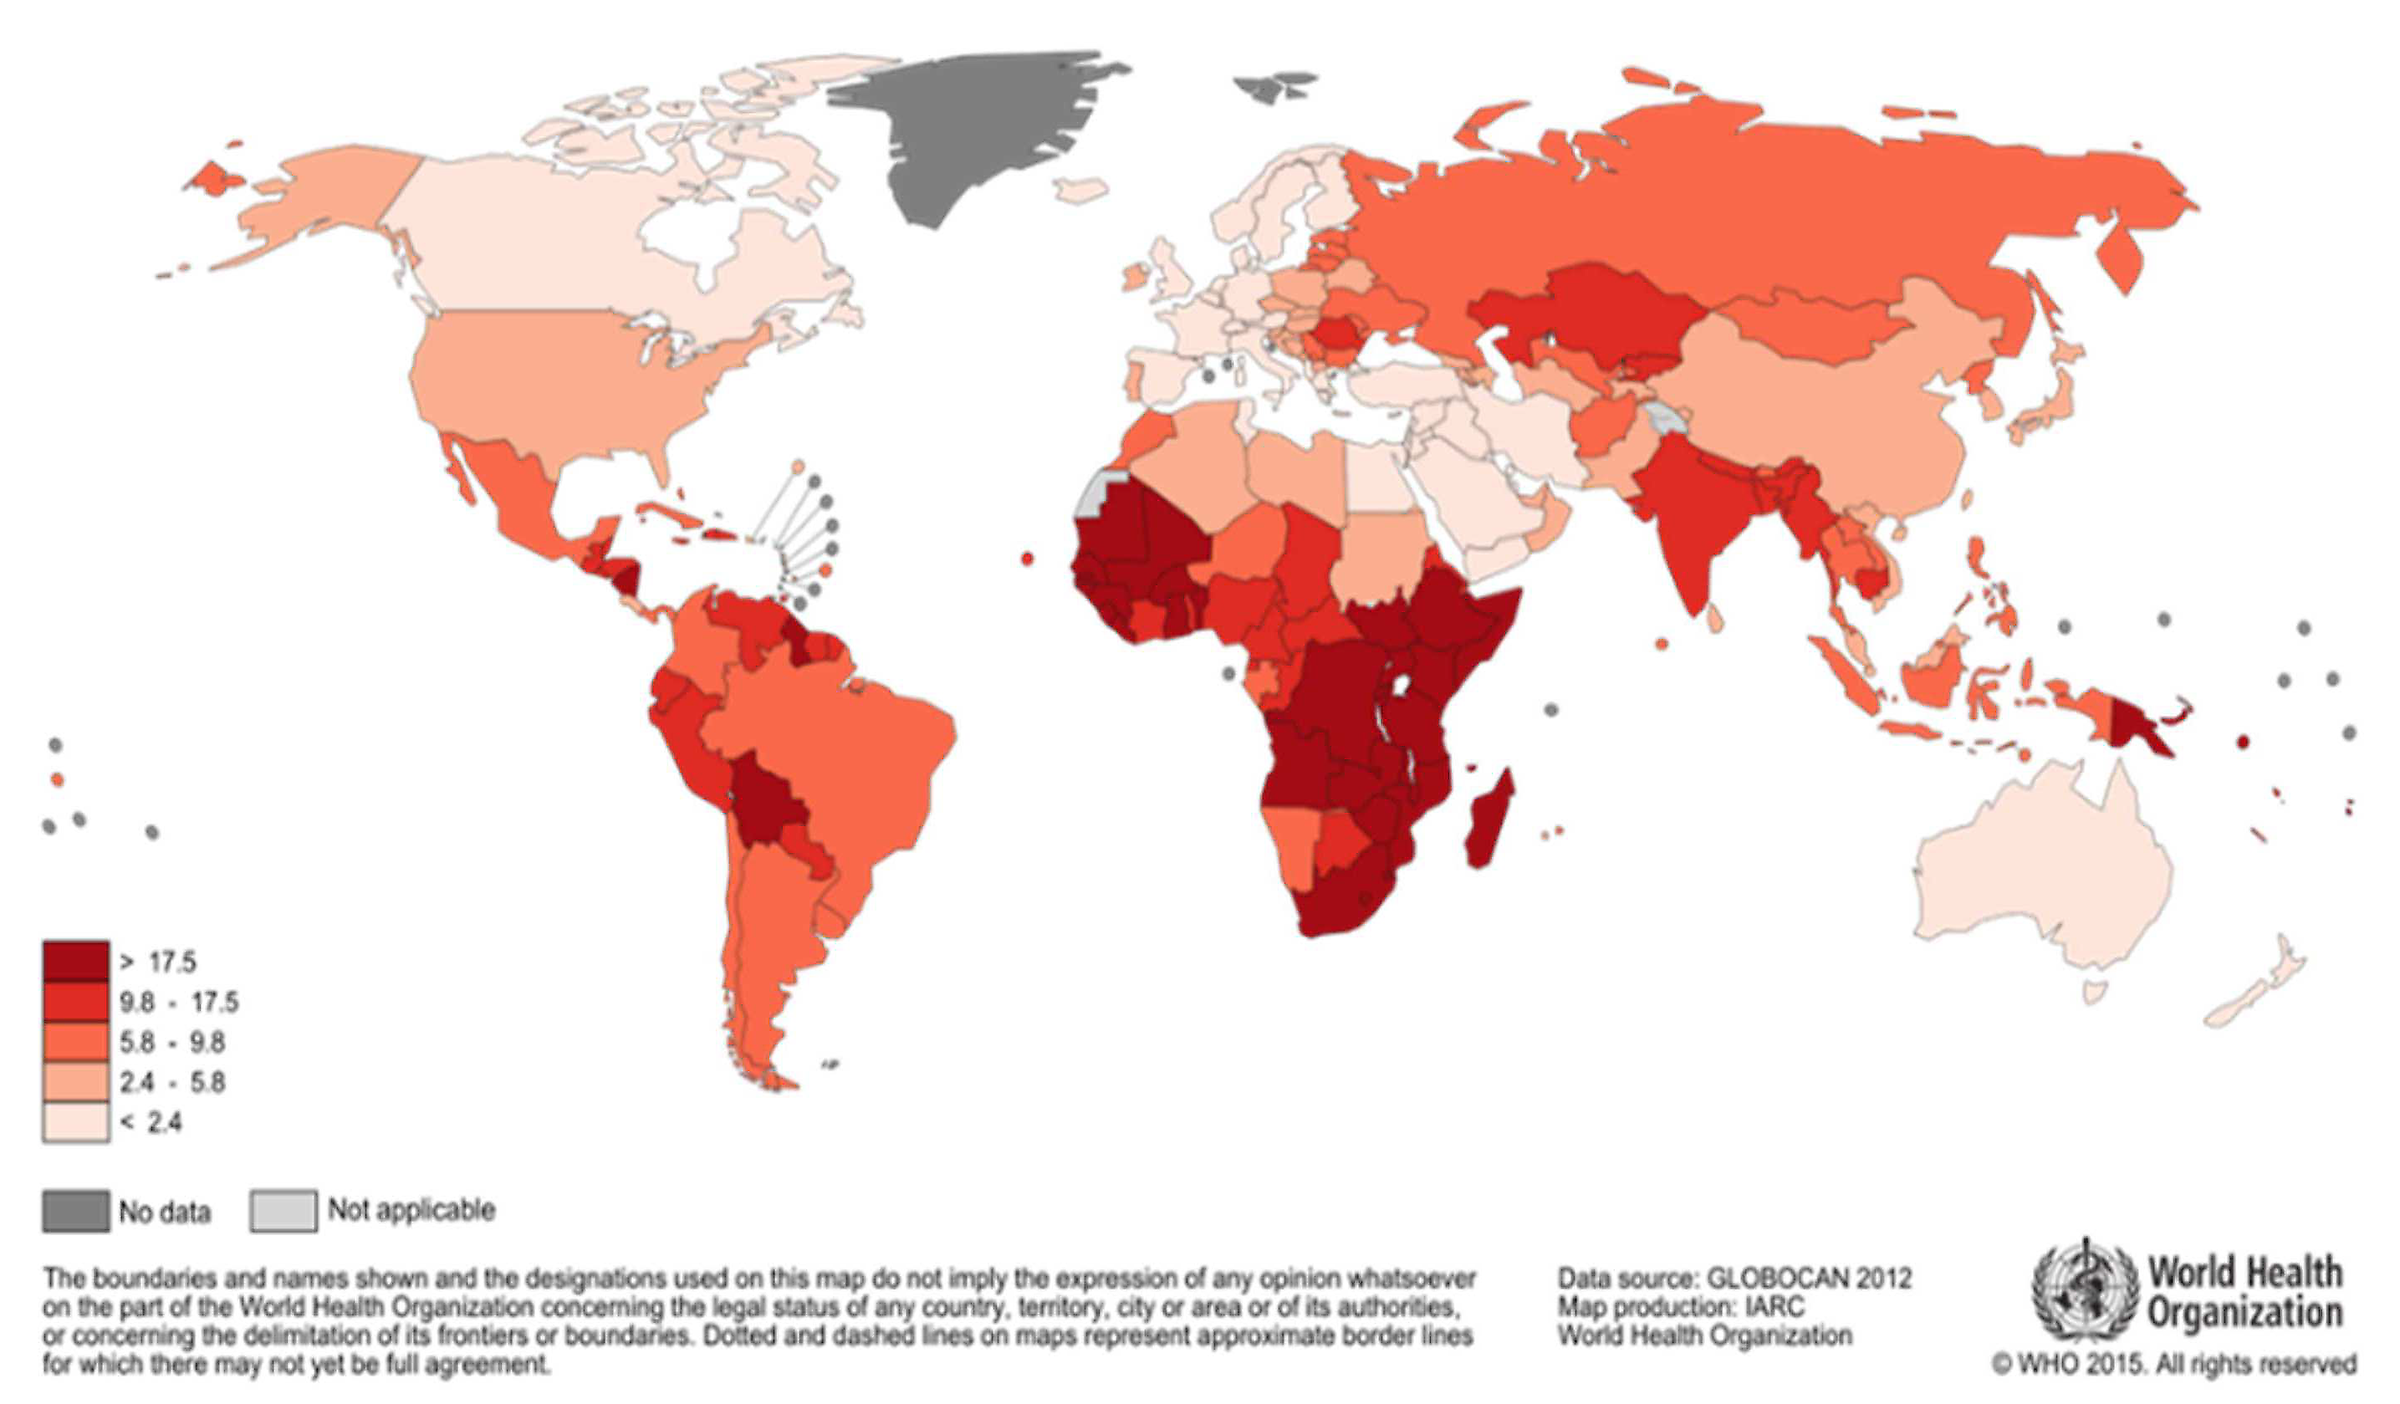 > 17.5
9.8 - 17.5
5.8 - 9.8
2.4 - 5.8
< 2.4
No data
Not applicable
The boundaries and names shown and the designations used on this map do not imply the expression of any opinion whatsoever
on the part of the World Health Organization concerning the legal status of any country, territory, city or area or of its authorities,
or concerning the delimitation of its frontiers or boundaries. Dotted and dashed lines on maps represent approximate border lines
for which there may not yet be full agreement.
Data source: GLOBOCAN 2012
Map production: IARC
World Health Organization
World Health
Organization
© WHO 2015. All rights reserved